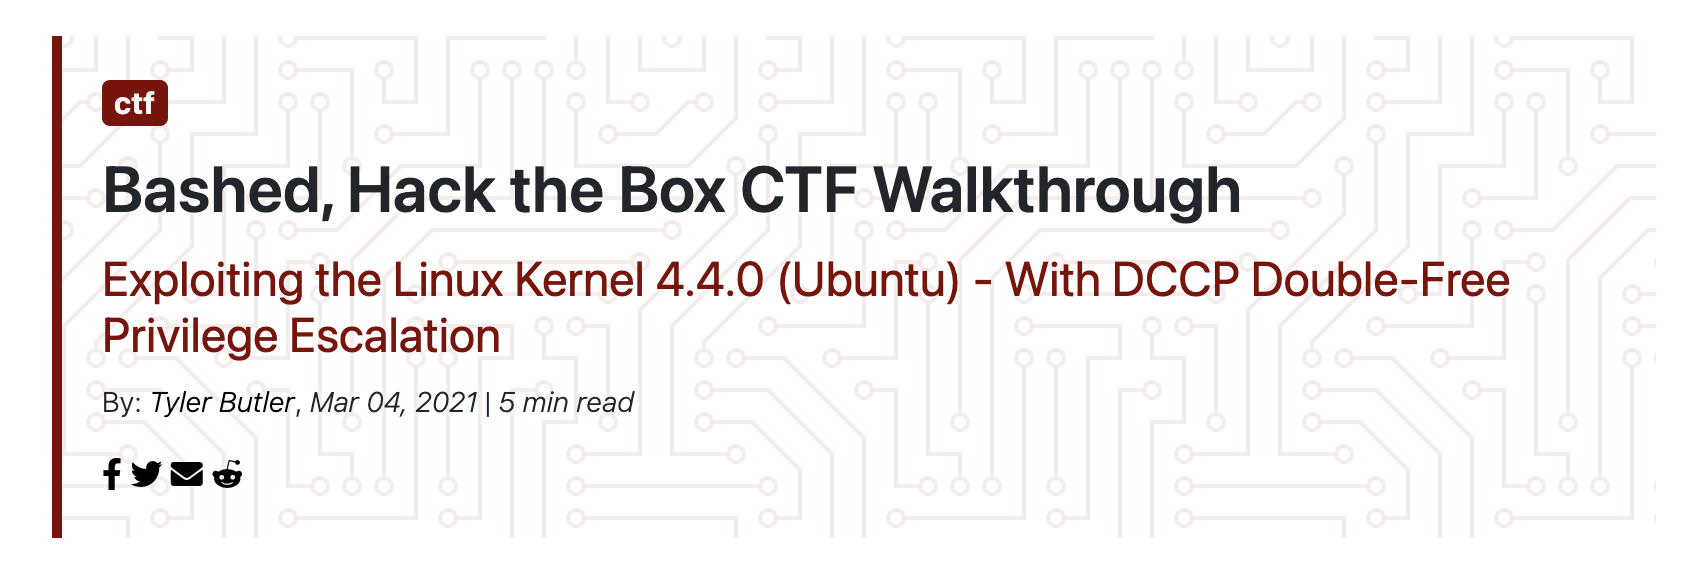 ctf
Bashed, Hack the Box CTF Walkthrough
Exploiting the Linux Kernel 4.4.0 (Ubuntu) - With DCCP Double-Free
Privilege Escalation
By: Tyler Butler, Mar 04, 2021 | 5 min read